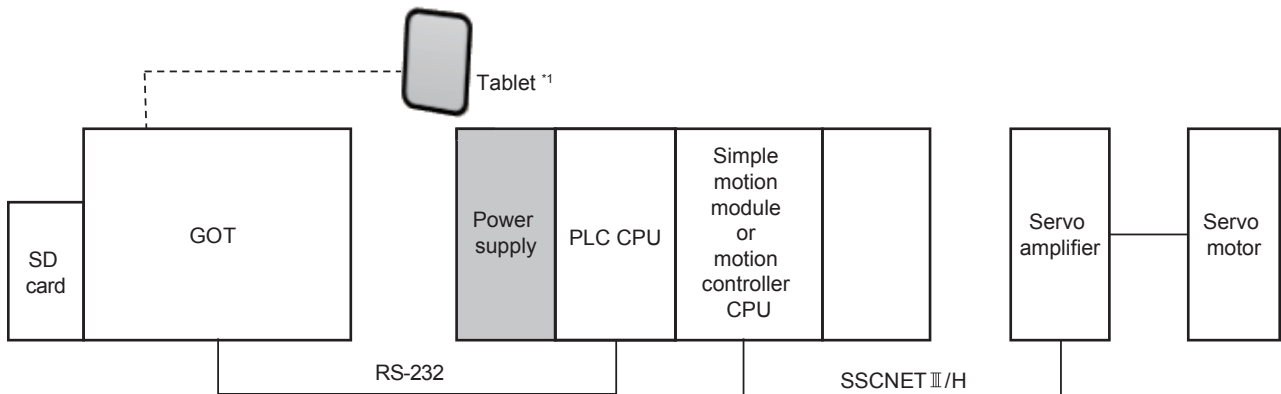 Tablet *1
SD
card
GOT
Power
supply
PLC CPU
Simple
motion
module
or
motion
controller
CPU
Servo
amplifier
Servo
motor
RS-232
SSCNETⅢ/H